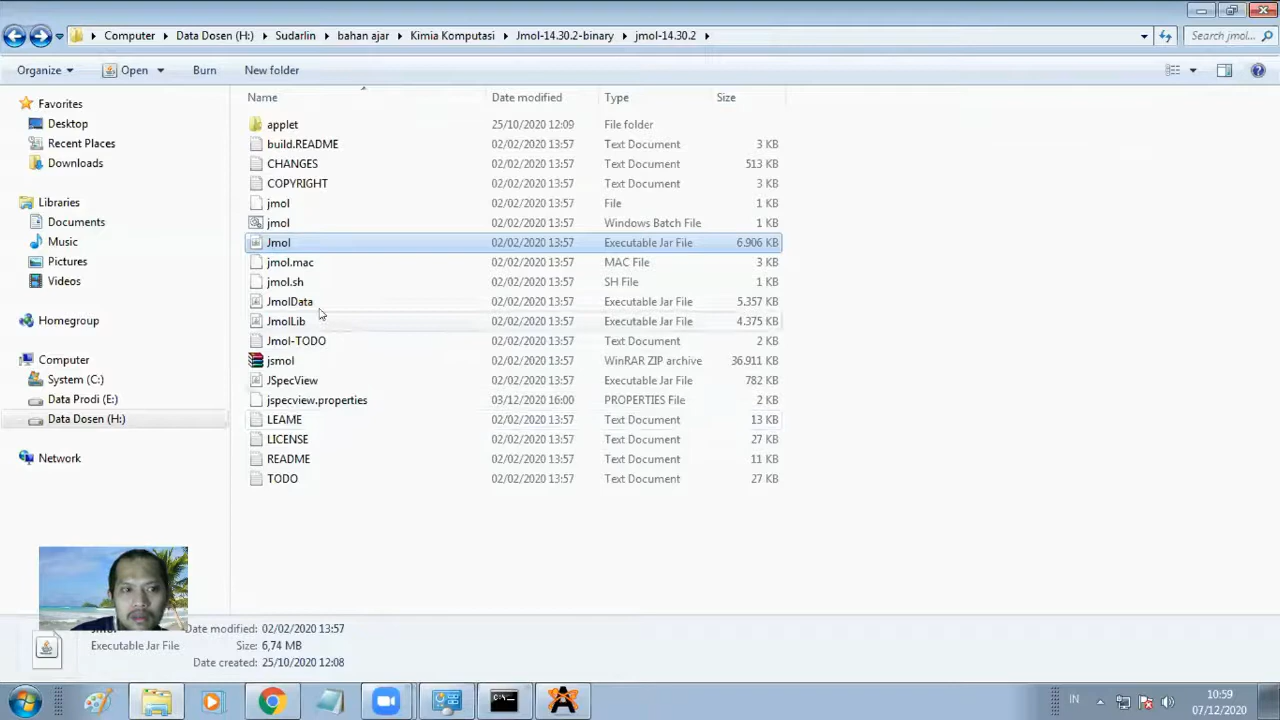 Computer Data Dosen (H:) Sudarlin bahan ajar Kimia Komputasi Jmol-14.30.2-binary jmol-14.30.2 Search jmol...
Organize Open Burn New folder
Favorites
Desktop
Recent Places
Downloads
Libraries
Documents
Music
Pictures
Videos
Homegroup
Computer
System (C:)
Data Prodi (E:)
Data Dosen (H:)
Network
Name Date modified Type Size
applet 25/10/2020 12:09 File folder
build.README 02/02/2020 13:57 Text Document 3 KB
CHANGES 02/02/2020 13:57 Text Document 513 KB
COPYRIGHT 02/02/2020 13:57 Text Document 3 KB
jmol 02/02/2020 13:57 File 1 KB
jmol 02/02/2020 13:57 Windows Batch File 1 KB
Jmol 02/02/2020 13:57 Executable Jar File 6.906 KB
jmol.mac 02/02/2020 13:57 MAC File 3 KB
jmol.sh 02/02/2020 13:57 SH File 1 KB
JmolData 02/02/2020 13:57 Executable Jar File 5.357 KB
JmolLib 02/02/2020 13:57 Executable Jar File 4.375 KB
Jmol-TODO 02/02/2020 13:57 Text Document 2 KB
jsmol 02/02/2020 13:57 WinRAR ZIP archive 36.911 KB
JSpecView 02/02/2020 13:57 Executable Jar File 782 KB
jspecview.properties 03/12/2020 16:00 PROPERTIES File 2 KB
LEAME 02/02/2020 13:57 Text Document 13 KB
LICENSE 02/02/2020 13:57 Text Document 27 KB
README 02/02/2020 13:57 Text Document 11 KB
TODO 02/02/2020 13:57 Text Document 27 KB
Date modified: 02/02/2020 13:57
Executable Jar File Size: 6,74 MB
Date created: 25/10/2020 12:08
IN 10:59
07/12/2020